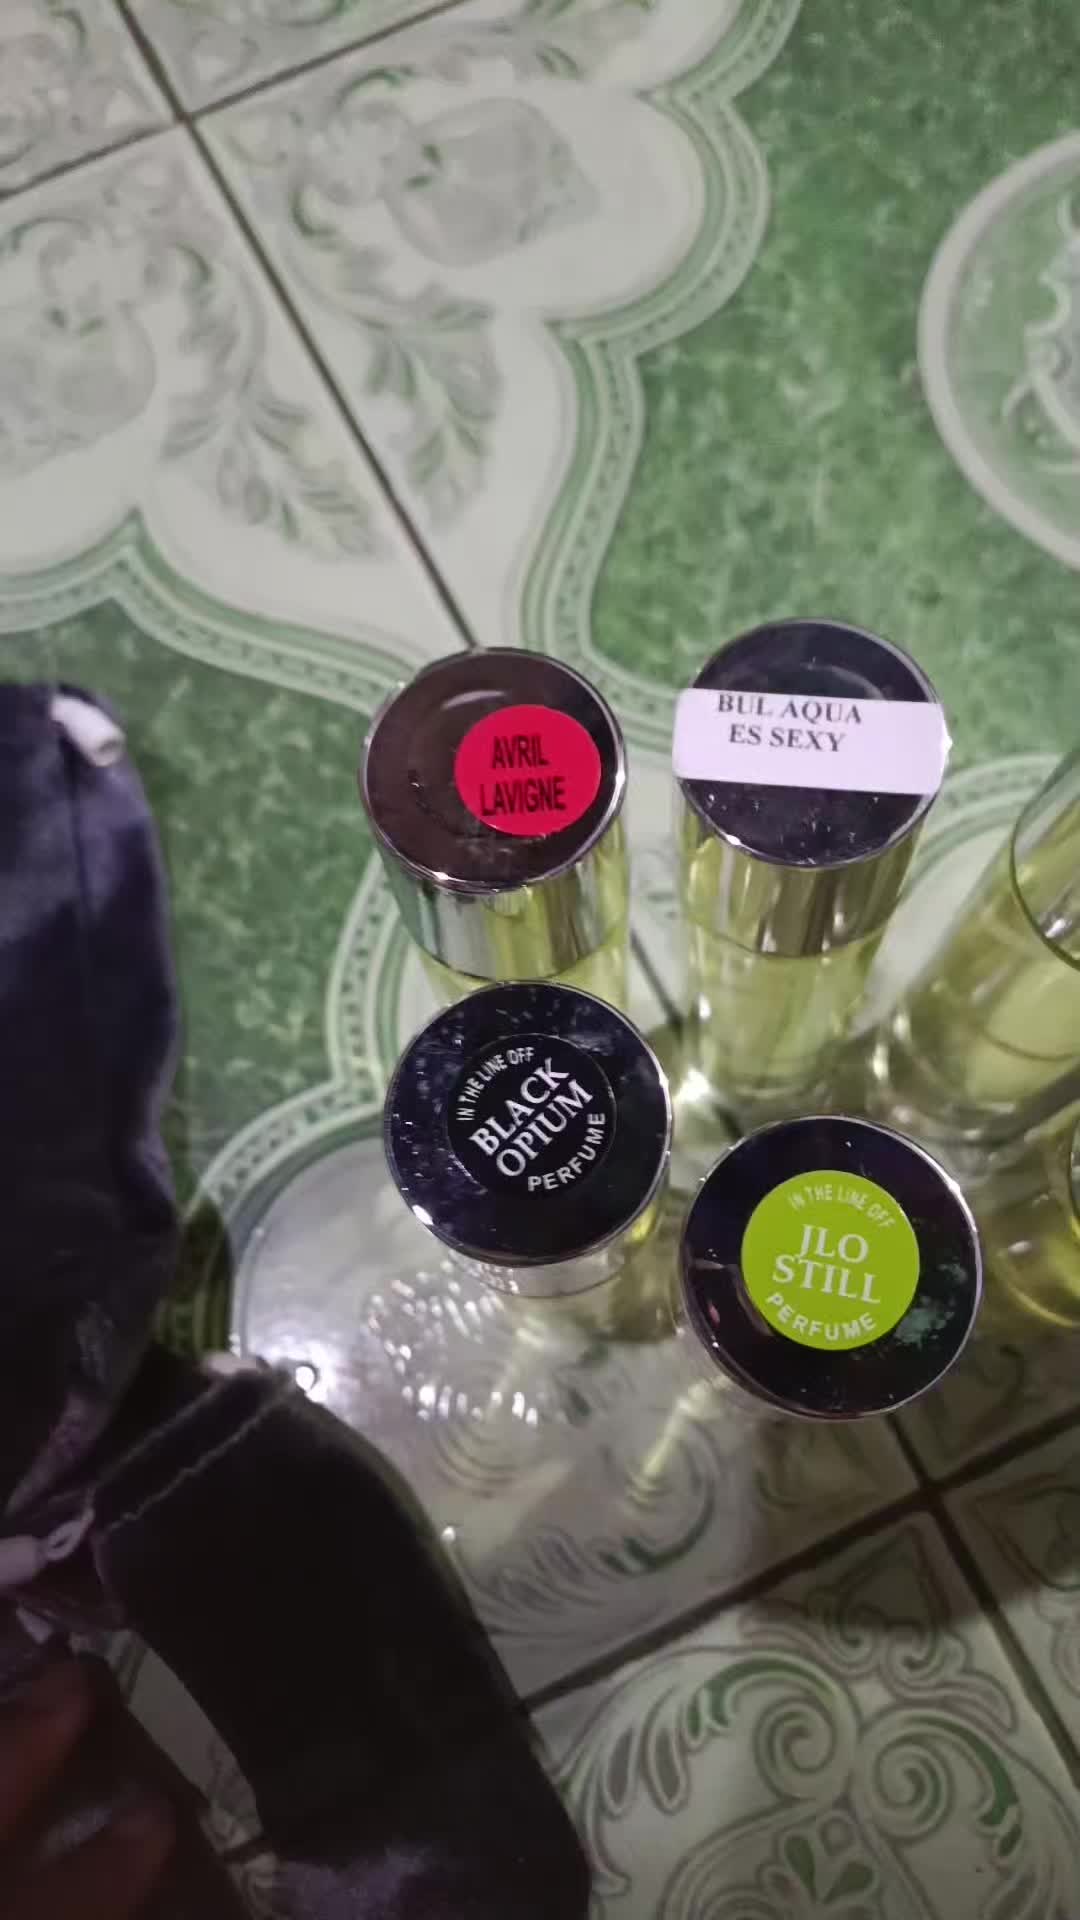 AVRIL
LAVIGNE
BUL AQUA
ES SEXY
IN THE LINE OFF
BLACK
OPIUM
PERFUME
IN THE LINE OFF
JLO
STILL
PERFUME